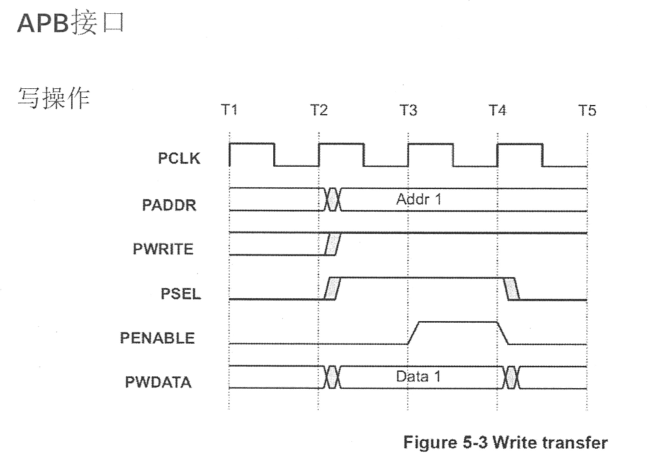 APB接口
写操作
T1 T2 T3 T4 T5
PCLK
PADDR Addr 1
PWRITE
PSEL
PENABLE
PWDATA Data 1
Figure 5-3 Write transfer